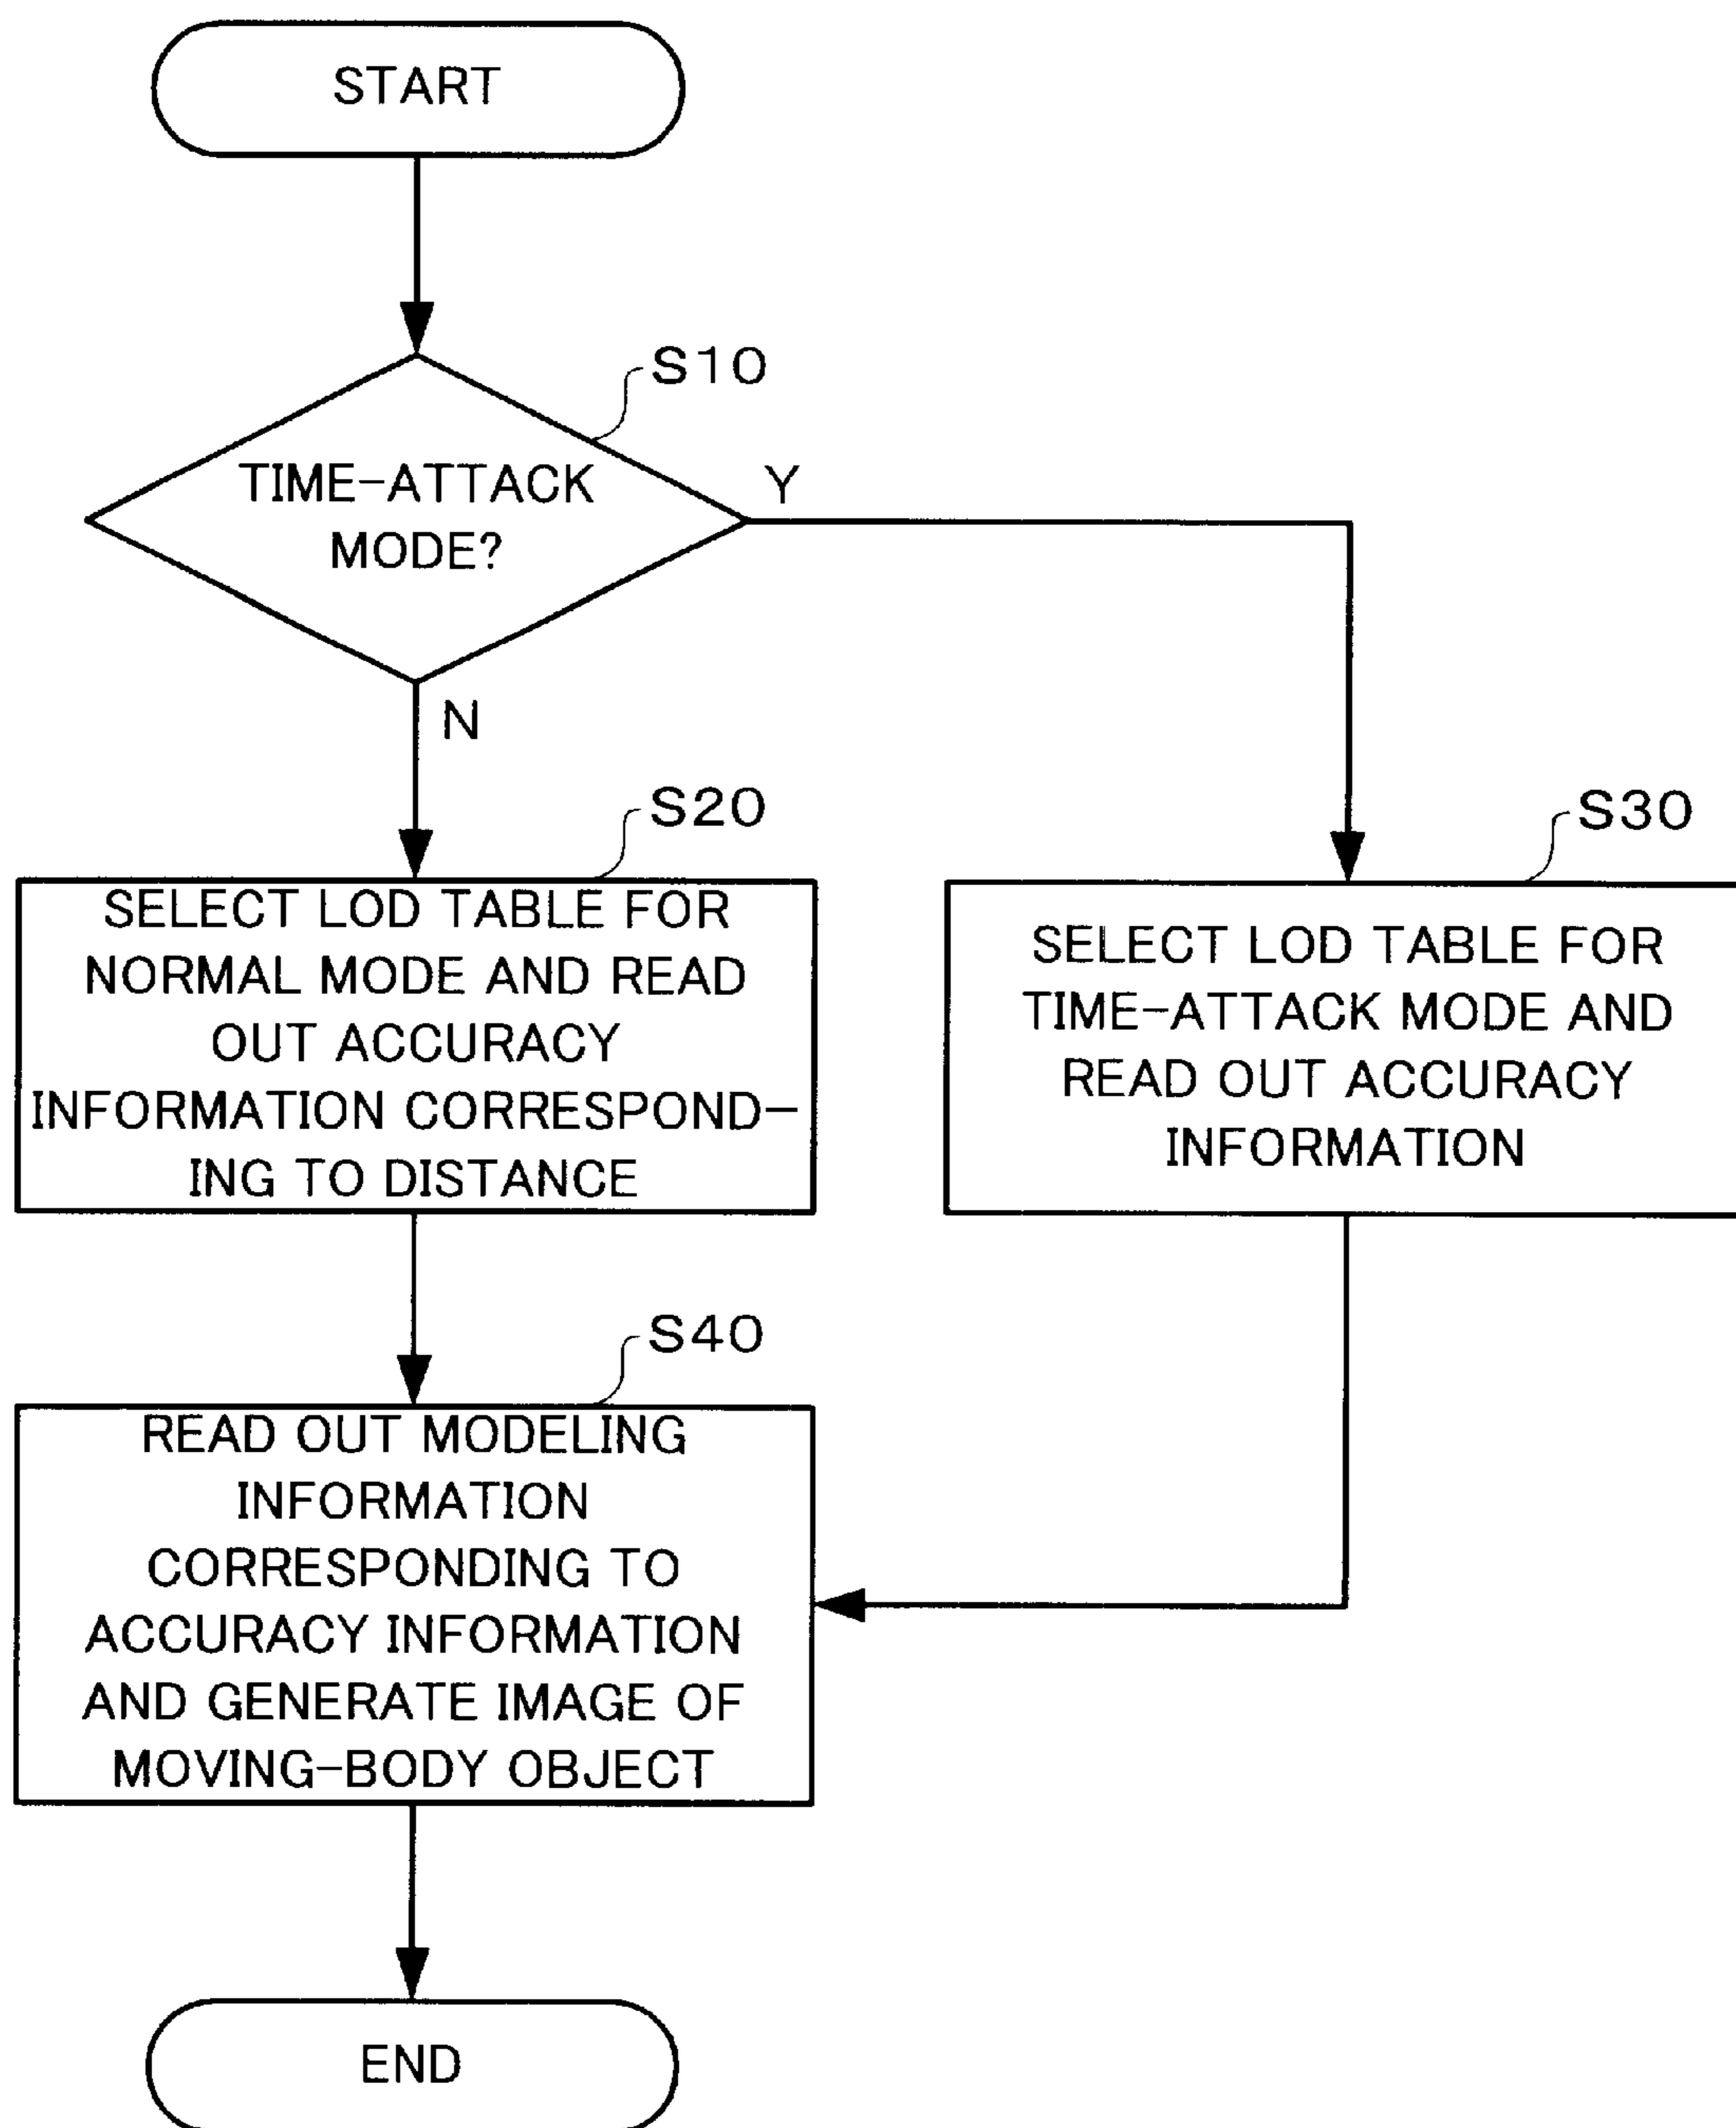 START
S10
TIME-ATTACK
MODE?
Y
N
S20
SELECT LOD TABLE FOR
NORMAL MODE AND READ
OUT ACCURACY
INFORMATION CORRESPOND-
ING TO DISTANCE
S30
SELECT LOD TABLE FOR
TIME-ATTACK MODE AND
READ OUT ACCURACY
INFORMATION
S40
READ OUT MODELING
INFORMATION
CORRESPONDING TO
ACCURACY INFORMATION
AND GENERATE IMAGE OF
MOVING-BODY OBJECT
END